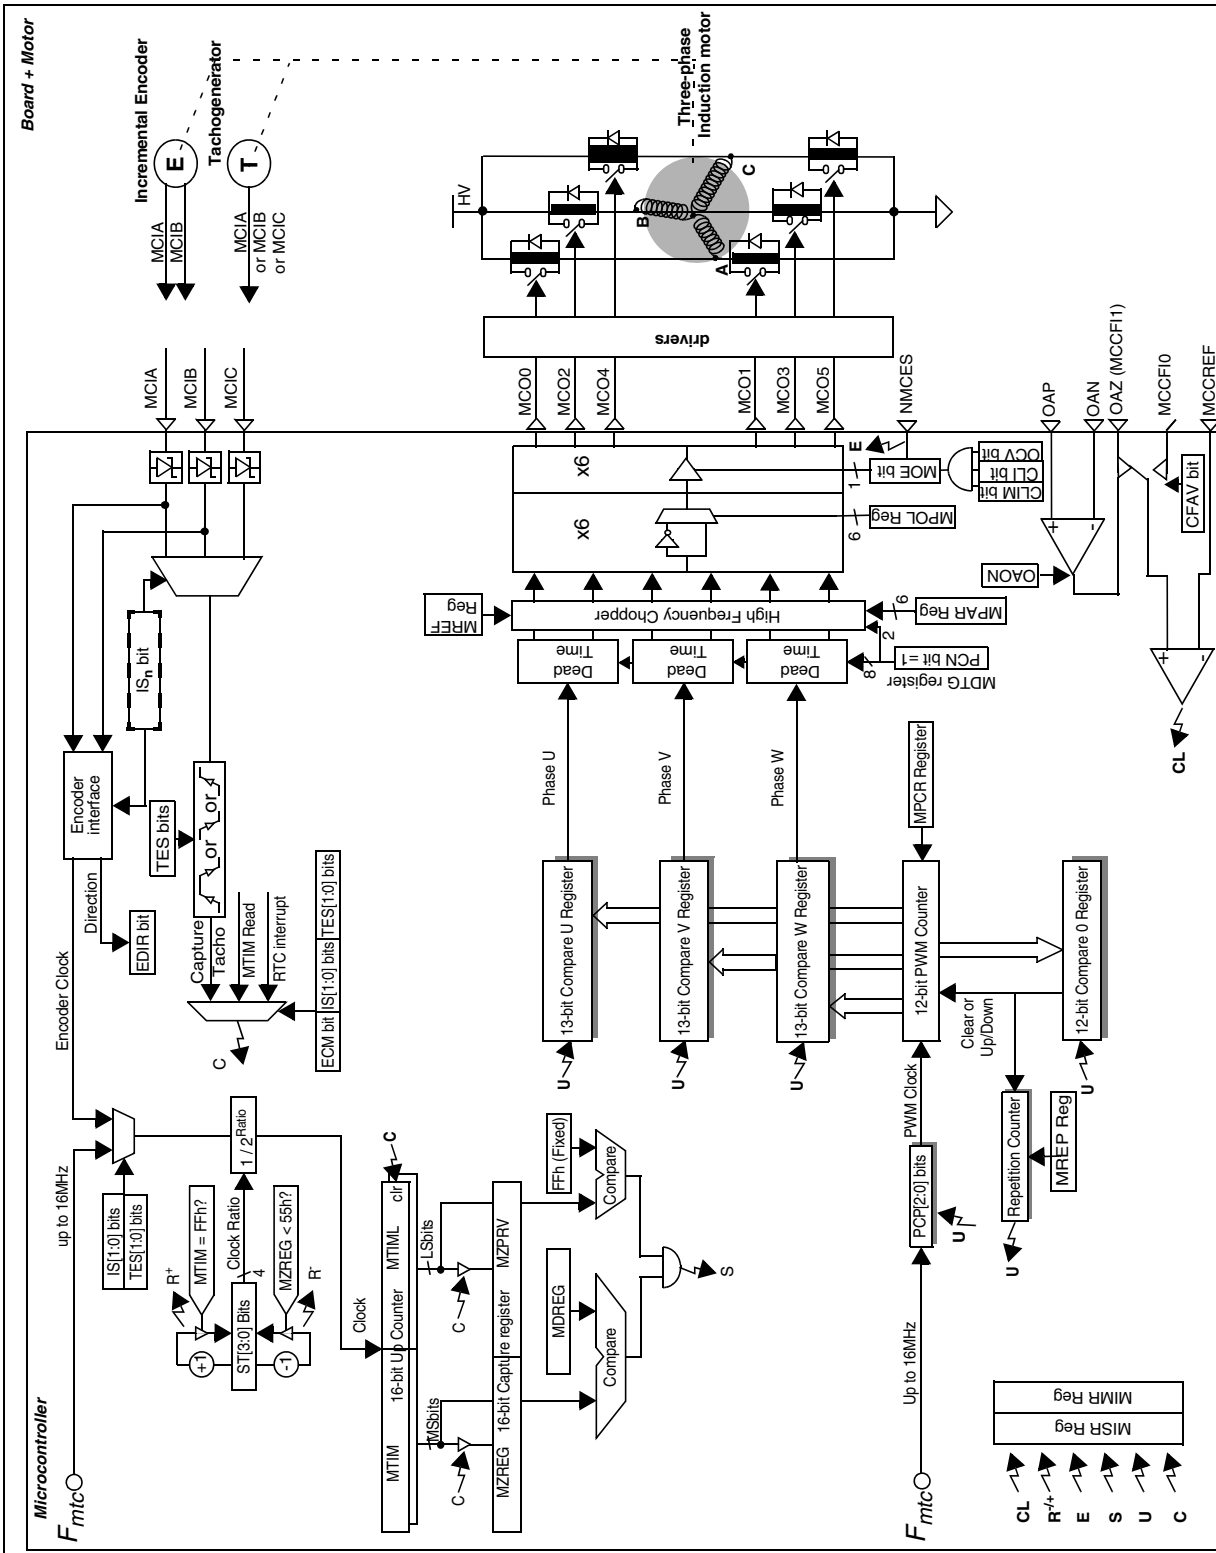 Board + Motor
Microcontroller
Incremental Encoder
E
Tachogenerator
T
MCIA
MCIB
MCIA
or MCIB
or MCIC
Three-phase
Induction motor
HV
A
B
C
drivers
MCIA
MCIB
MCIC
MCO0
MCO2
MCO4
MCO1
MCO3
MCO5
NMCES
OAP
OAN
OAZ (MCCFI1)
MCCFI0
MCCREF
Encoder
interface
ISn bit
TES bits
or
or
Encoder Clock
Direction
EDIR bit
Capture
Tacho
MTIM Read
RTC interrupt
C
ECM bit
IS[1:0] bits
TES[1:0] bits
Fmtc
up to 16MHz
IS[1:0] bits
TES[1:0] bits
1 / 2Ratio
R+
MTIM = FFh?
Clock Ratio
4
MZREG < 55h?
R-
+1
ST[3:0] Bits
-1
Clock
MTIM
16-bit Up Counter
MTIML
clr
C
MSbits
LSbits
C
C
MZREG
16-bit Capture register
MZPRV
MDREG
FFh (Fixed)
Compare
Compare
S
x6
x6
E
1
MOE bit
CLIM bit
CLI bit
OCV bit
6
MPOL Reg
MREF
Reg
High Frequency Chopper
Dead
Time
Dead
Time
Dead
Time
6
MPAR Reg
2
8
PCN bit =1
MDTG register
OAON
+
-
CFAV bit
+
-
CL
Phase U
Phase V
Phase W
13-bit Compare U Register
U
13-bit Compare V Register
U
13-bit Compare W Register
U
MPCR Register
12-bit PWM Counter
PWM Clock
Clear or
Up/Down
12-bit Compare 0 Register
U
Repetition Counter
U
MREP Reg
PCP[2:0] bits
U
Up to 16MHz
Fmtc
MISR Reg
MIMR Reg
CL
R-/+
E
S
U
C